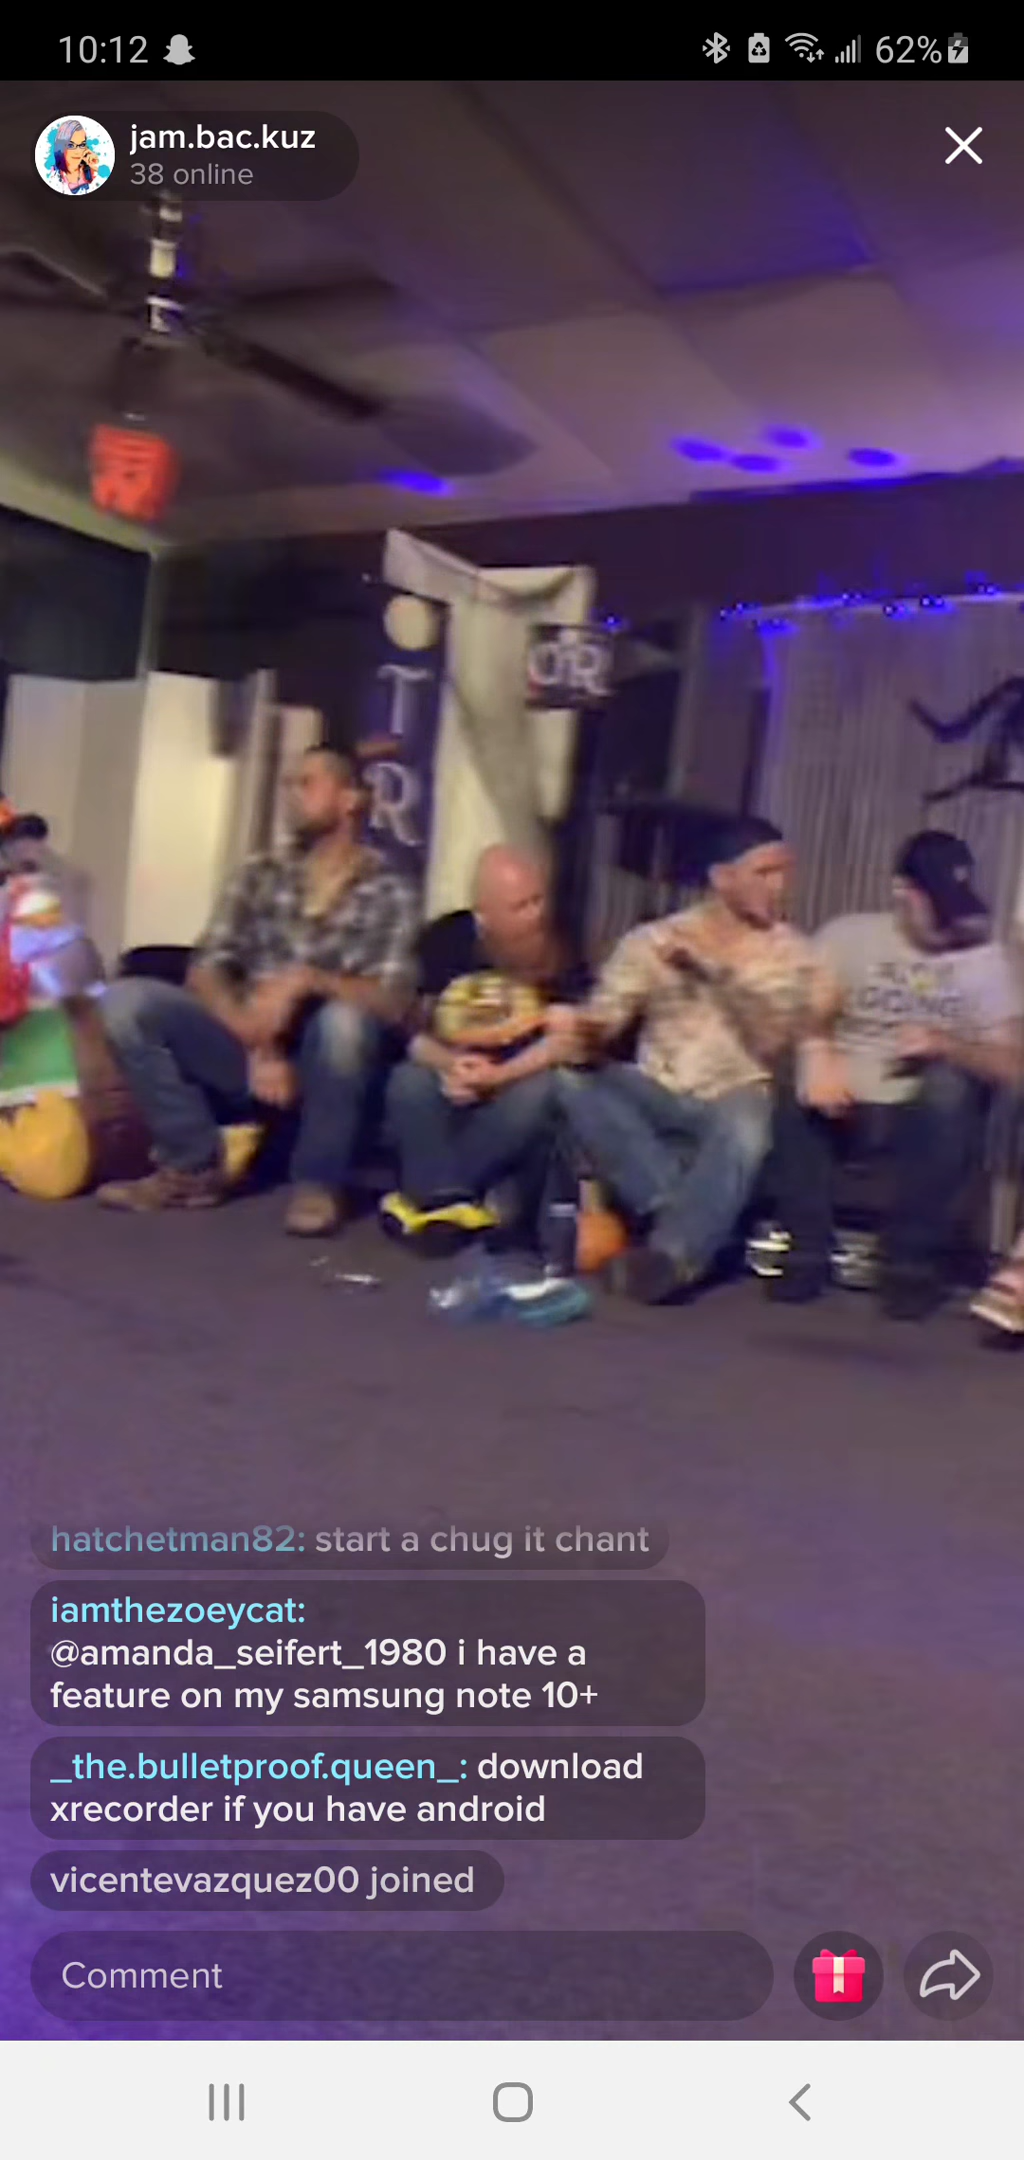 10:12
62%
jam.bac.kuz
38 online
T
R
OR
hatchetman82: start a chug it chant
iamthezoeycat:
@amanda_seifert_1980 i have a
feature on my samsung note 10+
_the.bulletproof.queen_: download
xrecorder if you have android
vicentevazquez00 joined
Comment